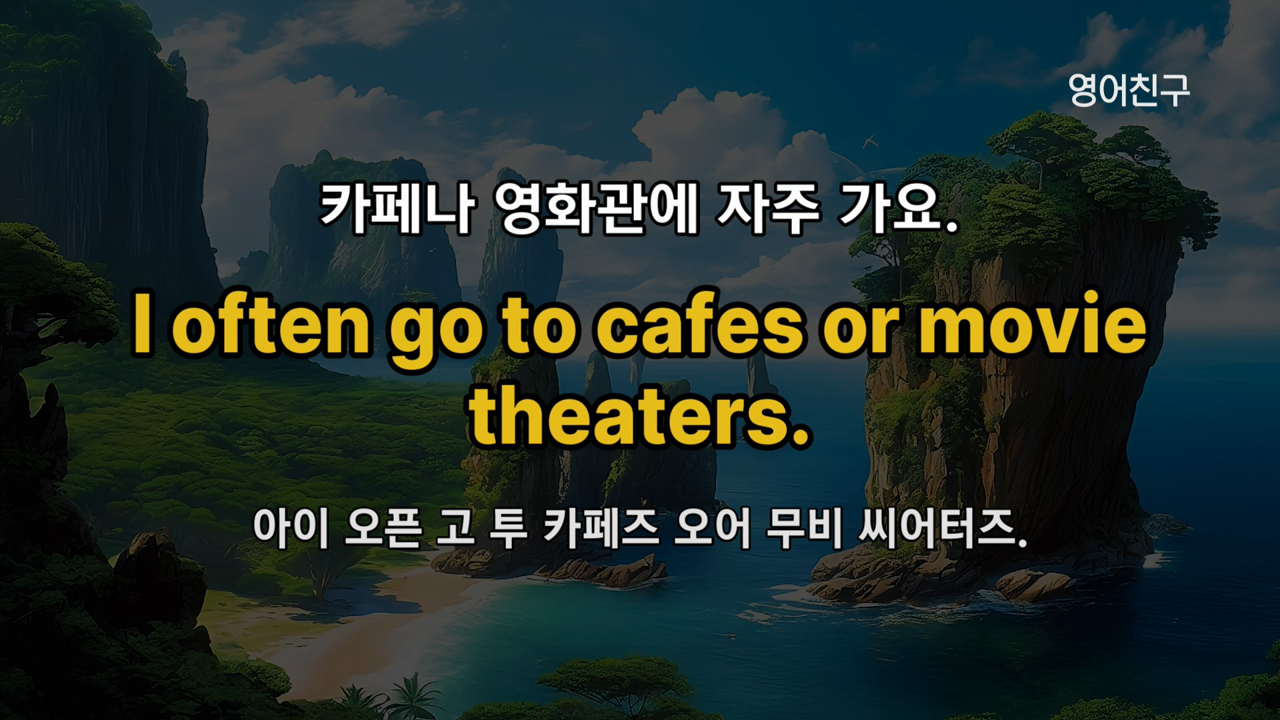 영어친구
카페나 영화관에 자주 가요.
I often go to cafes or movie
theaters.
아이 오픈 고 투 카페즈 오어 무비 씨어터즈.